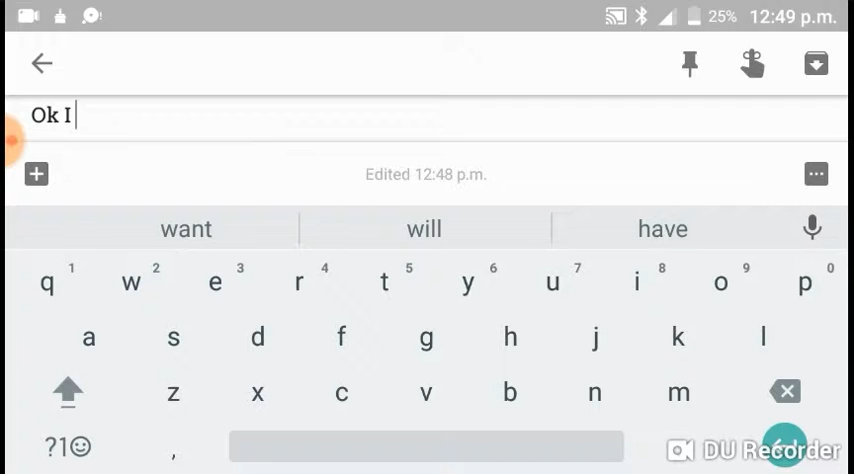 25% 12:49 p.m.
Ok I
Edited 12:48 p.m.
want will have
q 1 w 2 e 3 r 4 t 5 y 6 u 7 i 8 o 9 p 0
a s d f g h j k l
z x c v b n m
?1☺ ,
DU Recorder